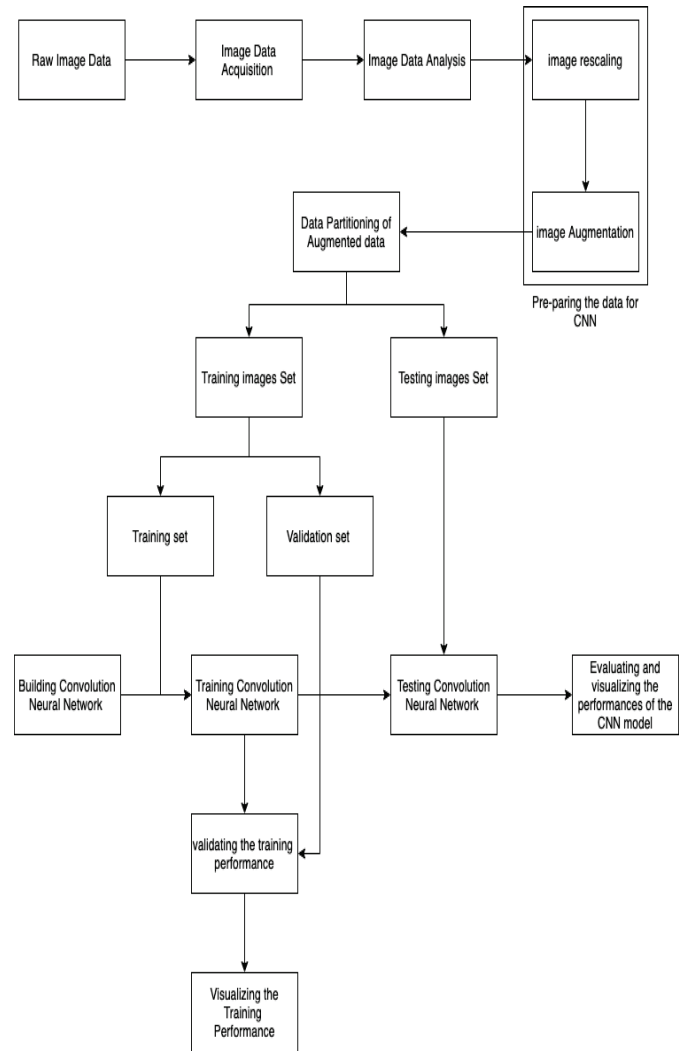 Raw Image Data
Image Data
Acquisition
Image Data Analysis
image rescaling
Data Partitioning of
Augmented data
image Augmentation
Pre-paring the data for
CNN
Training images Set
Testing images Set
Training set
Validation set
Building Convolution
Neural Network
Training Convolution
Neural Network
Testing Convolution
Neural Network
Evaluating and
visualizing the
performances of the
CNN model
validating the training
performance
Visualizing the
Training
Performance